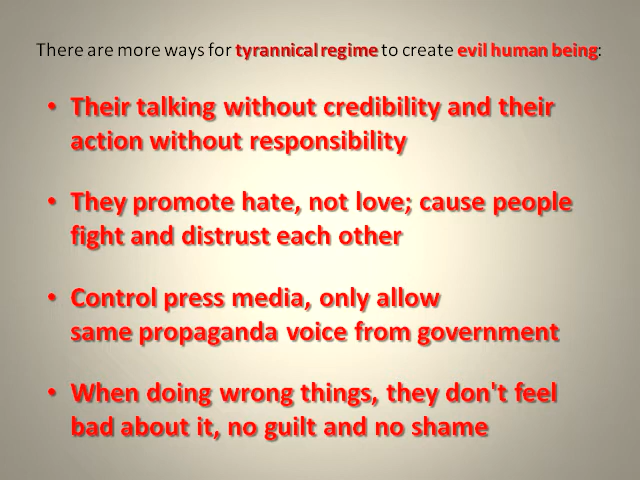 There are more ways for tyrannical regime to create evil human being:
• Their talking without credibility and their
action without responsibility
• They promote hate, not love; cause people
fight and distrust each other
• Control press media, only allow
same propaganda voice from government
• When doing wrong things, they don't feel
bad about it, no guilt and no shame